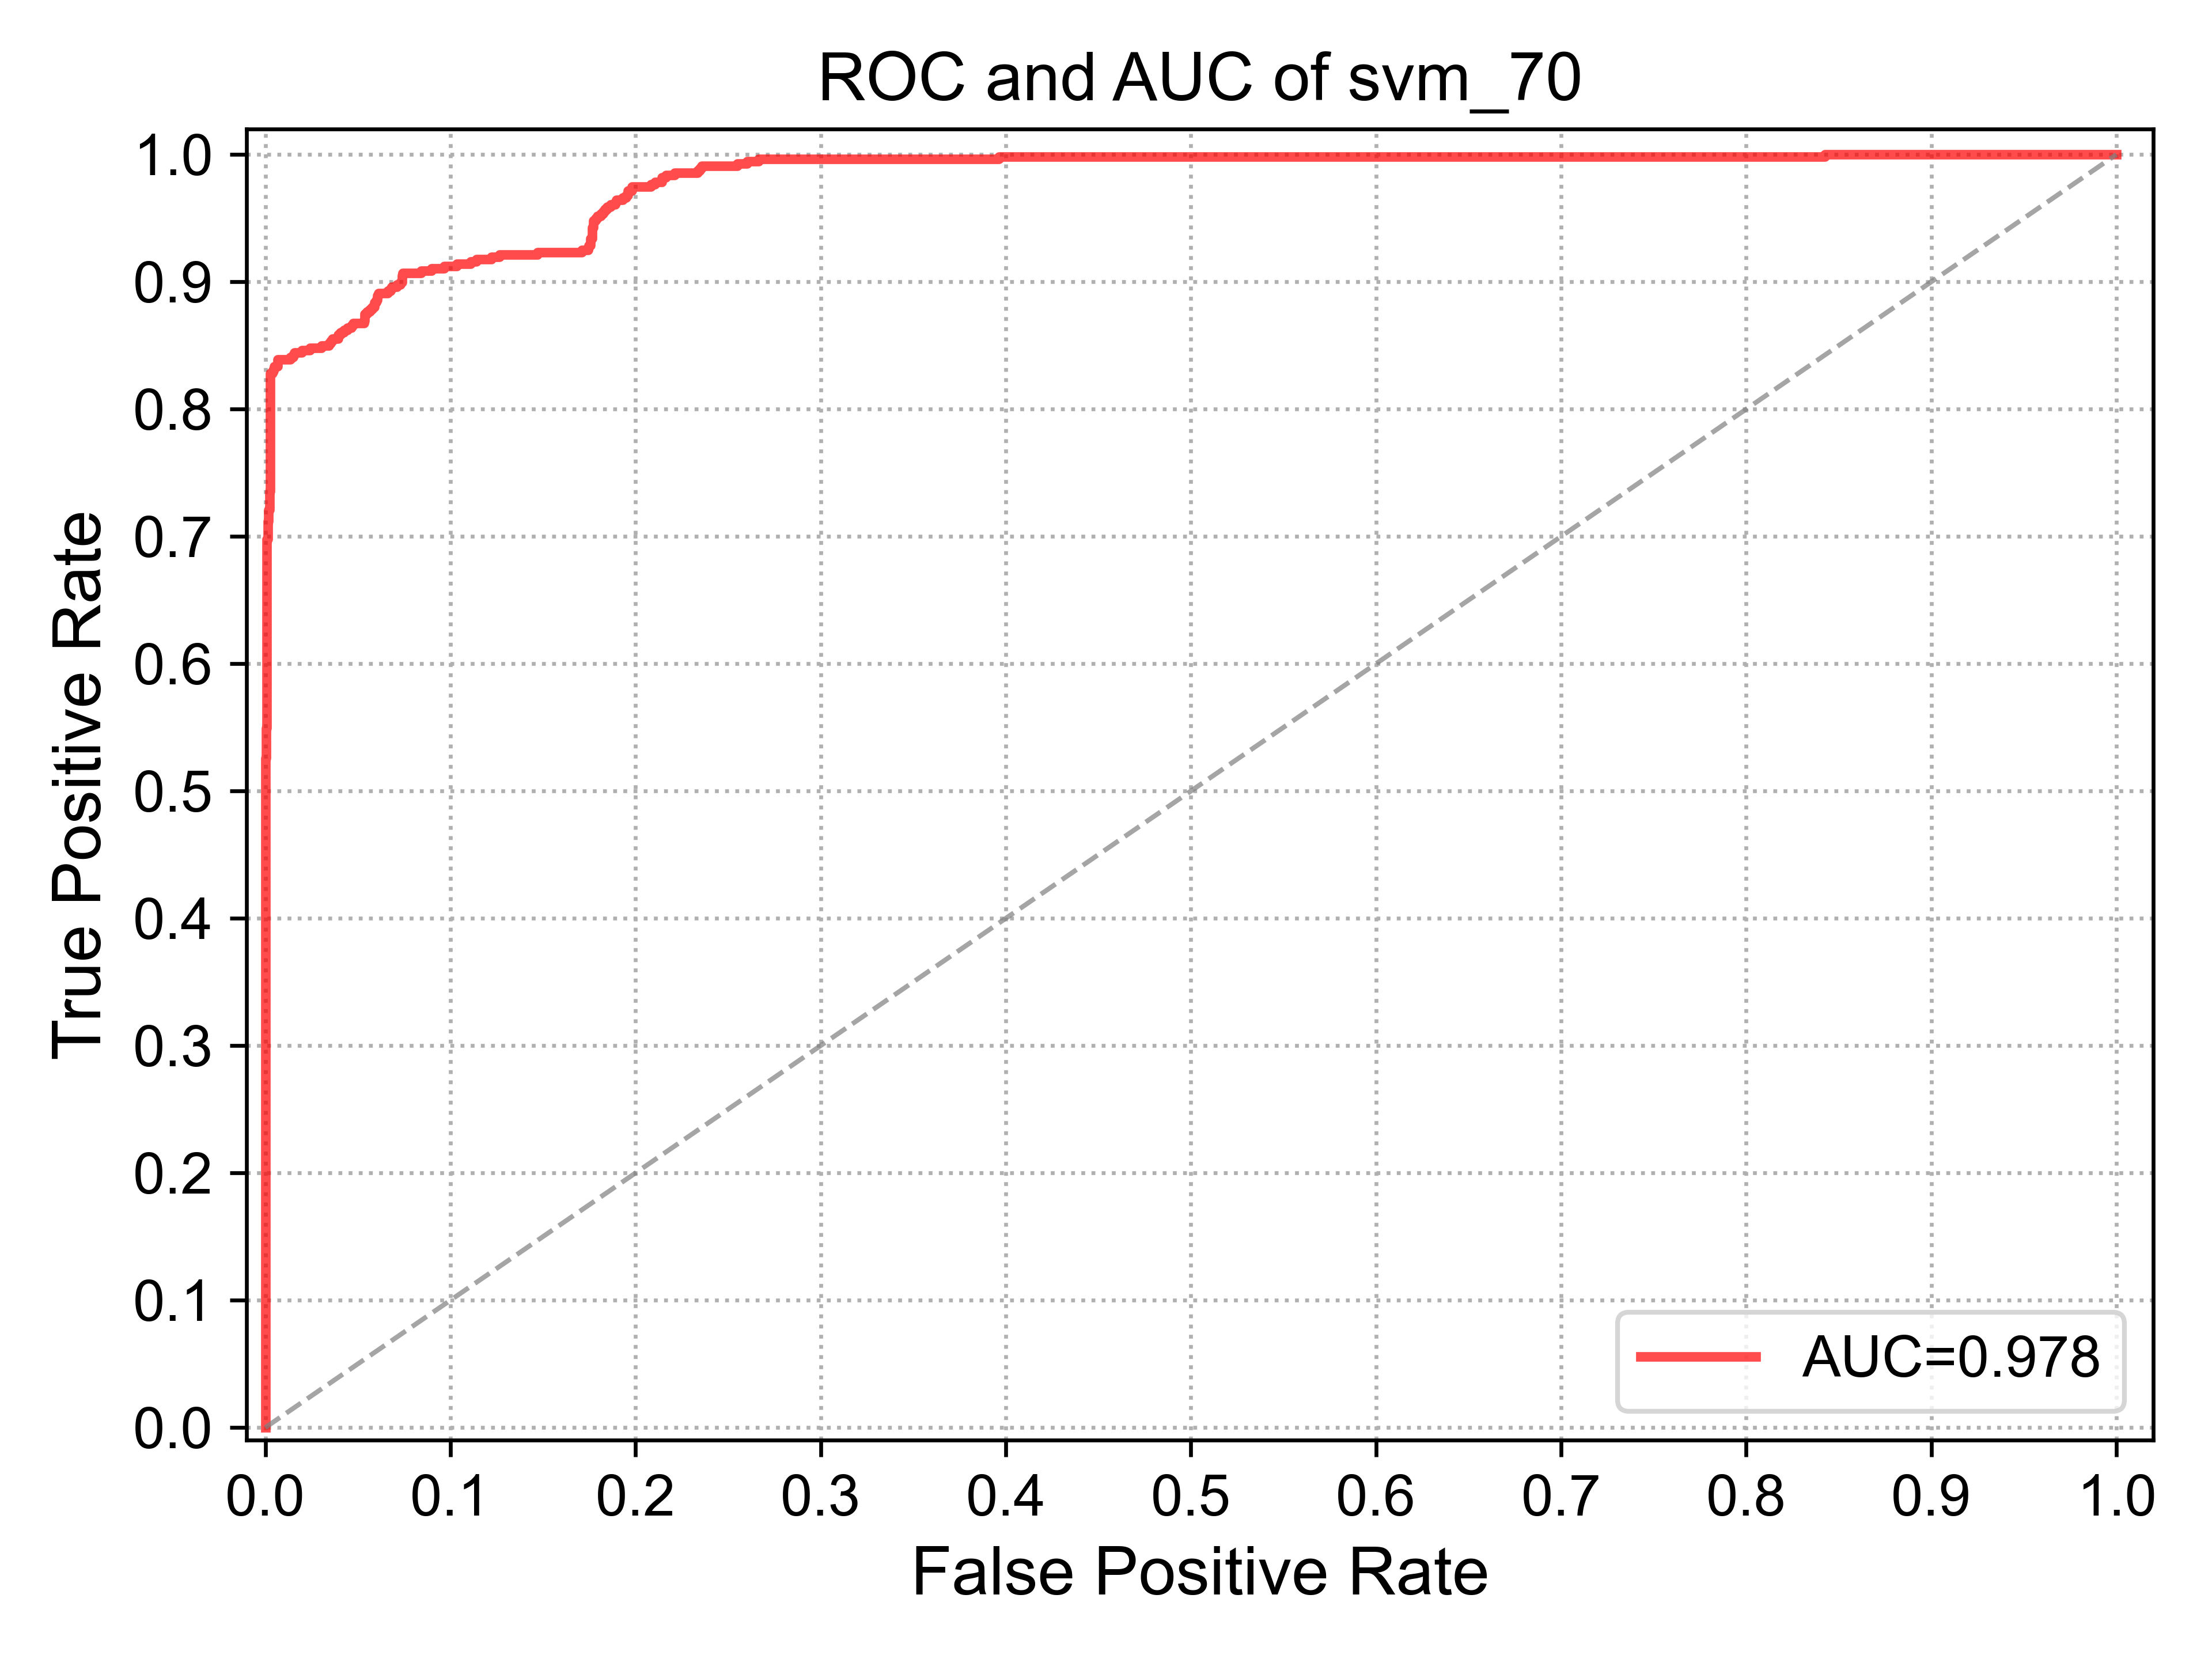 ROC and AUC of svm_70
1.0
0.9
0.8
0.7
0.6
0.5
0.4
0.3
0.2
0.1
0.0
True Positive Rate
AUC=0.978
0.0 0.1 0.2 0.3 0.4 0.5 0.6 0.7 0.8 0.9 1.0
False Positive Rate